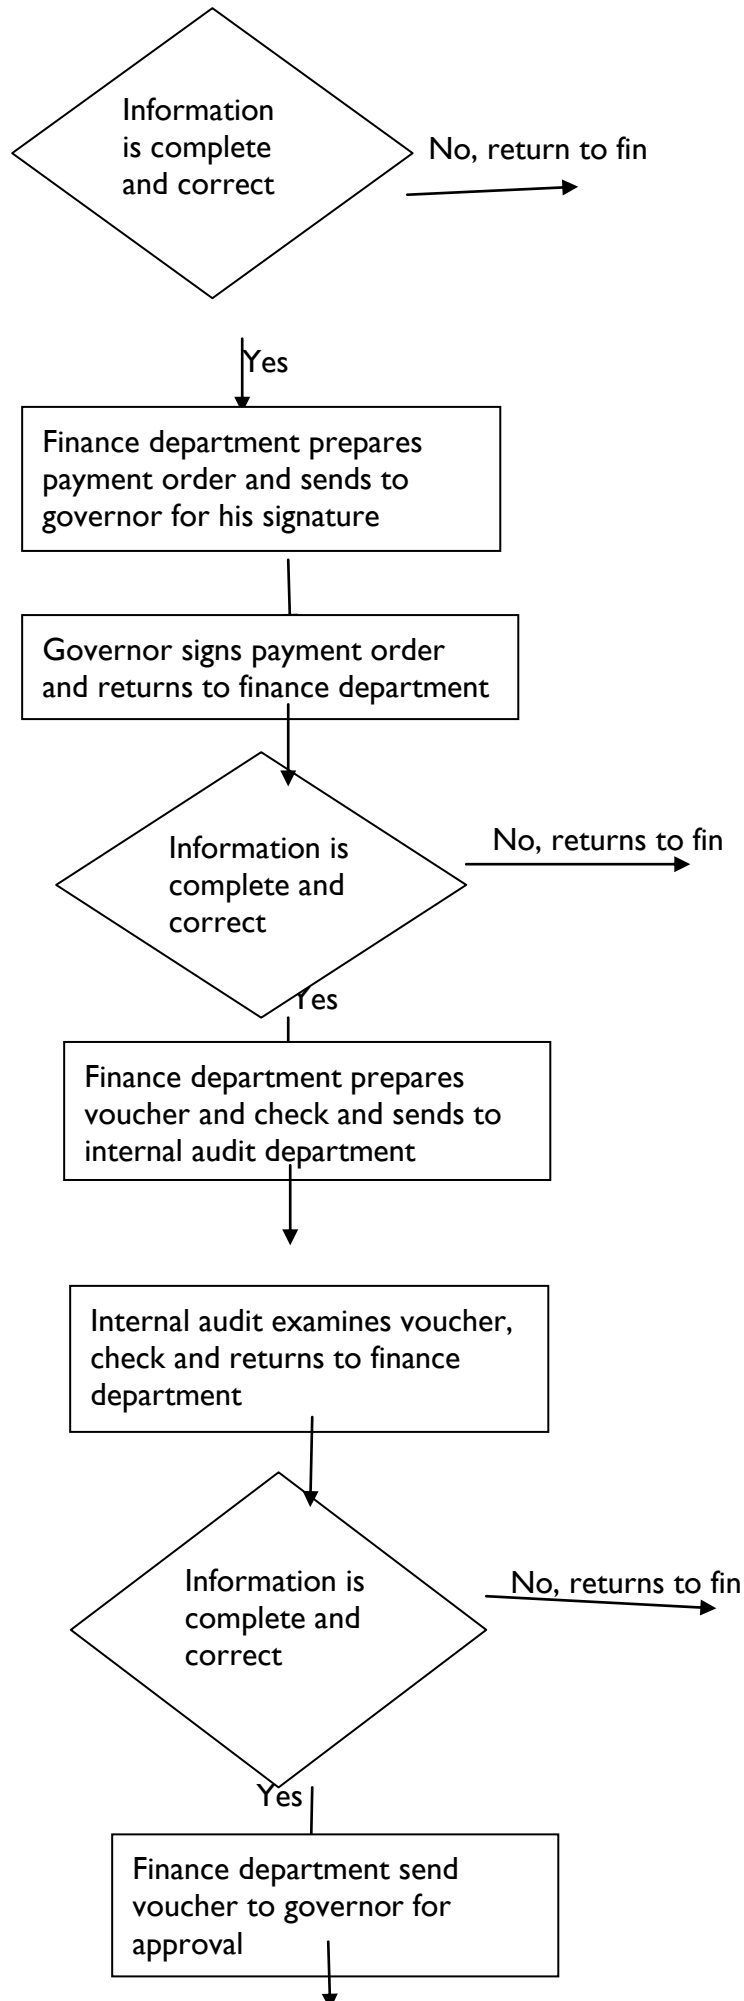 Information
is complete
and correct
No, return to fin
Yes
Finance department prepares
payment order and sends to
governor for his signature
Governor signs payment order
and returns to finance department
No, returns to fin
Information is
complete and
correct
Yes
Finance department prepares
voucher and check and sends to
internal audit department
Internal audit examines voucher,
check and returns to finance
department
Information is
complete and
correct
No, returns to fin
Yes
Finance department send
voucher to governor for
approval